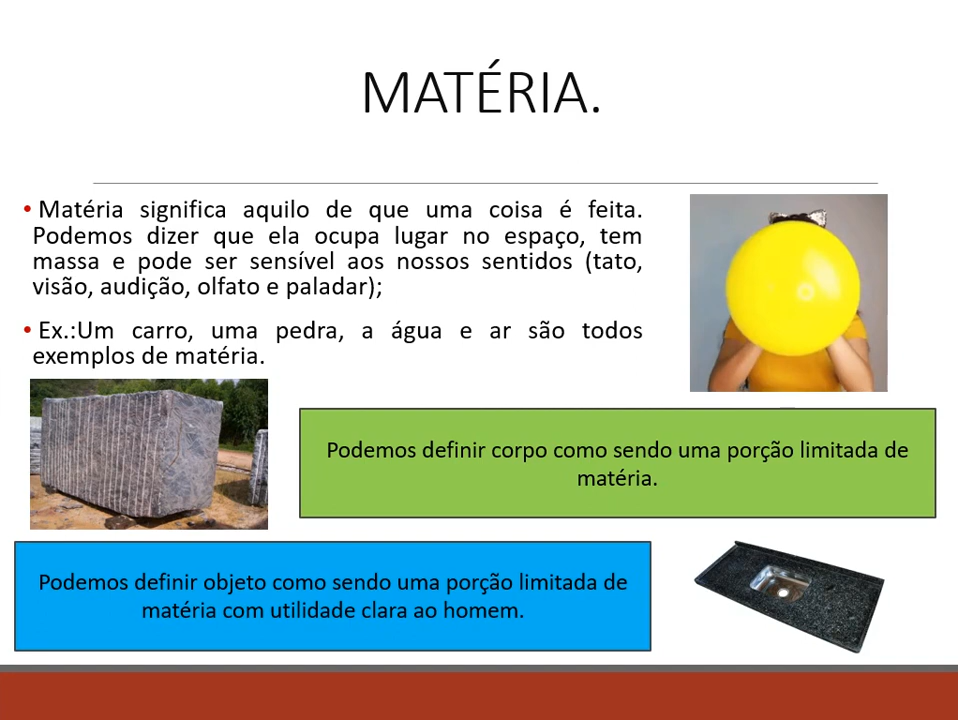 MATÉRIA.
• Matéria significa aquilo de que uma coisa é feita.
Podemos dizer que ela ocupa lugar no espaço, tem
massa e pode ser sensível aos nossos sentidos (tato,
visão, audição, olfato e paladar);
• Ex.:Um carro, uma pedra, a água e ar são todos
exemplos de matéria.
Podemos definir corpo como sendo uma porção limitada de
matéria.
Podemos definir objeto como sendo uma porção limitada de
matéria com utilidade clara ao homem.